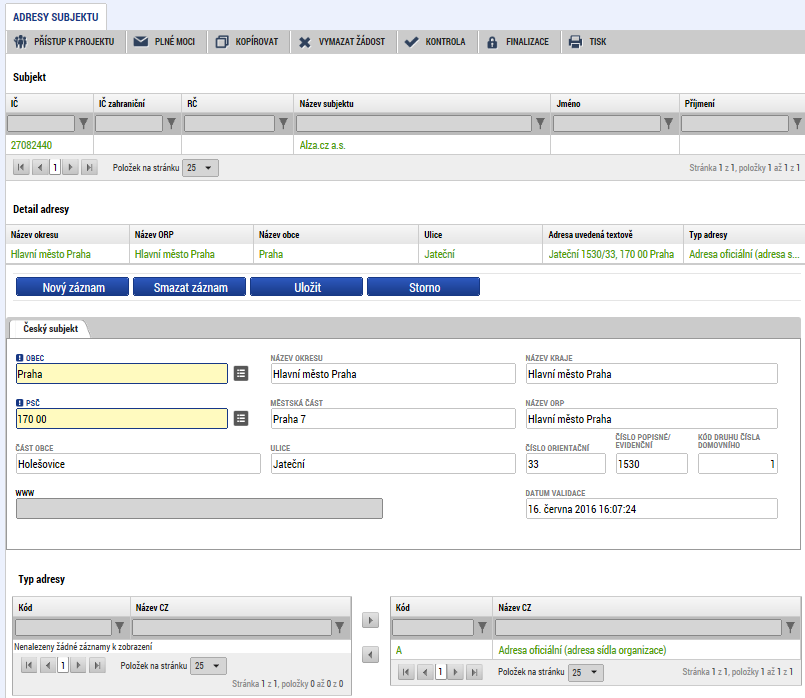 ADRESY SUBJEKTU
PŘÍSTUP K PROJEKTU PLNÉ MOCI KOPÍROVAT VYMAZAT ŽÁDOST KONTROLA FINALIZACE TISK
Subjekt
IČ IČ zahraniční RČ Název subjektu Jméno Příjmení
27082440 Alza.cz a.s.
1 Položek na stránku 25 Stránka 1 z 1, položky 1 až 1 z 1
Detail adresy
Název okresu Název ORP Název obce Ulice Adresa uvedená textově Typ adresy
Hlavní město Praha Hlavní město Praha Praha Jateční Jateční 1530/33, 170 00 Praha Adresa oficiální (adresa s...
Nový záznam Smazat záznam Uložit Storno
Český subjekt
OBEC NÁZEV OKRESU NÁZEV KRAJE
Praha Hlavní město Praha Hlavní město Praha
PSČ MĚSTSKÁ ČÁST NÁZEV ORP
170 00 Praha 7 Hlavní město Praha
ČÁST OBCE ULICE ČÍSLO ORIENTAČNÍ ČÍSLO POPISNÉ/ EVIDENČNÍ KÓD DRUHU ČÍSLA DOMOVNÍHO
Holešovice Jateční 33 1530 1
WWW DATUM VALIDACE
16. června 2016 16:07:24
Typ adresy
Kód Název CZ Kód Název CZ
Nenalezeny žádné záznamy k zobrazení A Adresa oficiální (adresa sídla organizace)
1 Položek na stránku 25 1 Položek na stránku 25 Stránka 1 z 1, položky 1 až 1 z 1
Stránka 1 z 1, položky 0 až 0 z 0